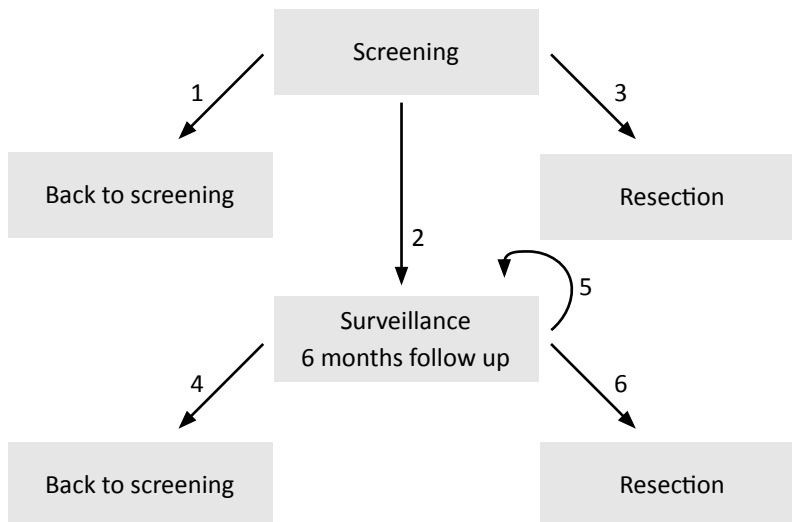 Screening
1
3
Back to screening
Resection
2
5
Surveillance
6 months follow up
4
6
Back to screening
Resection